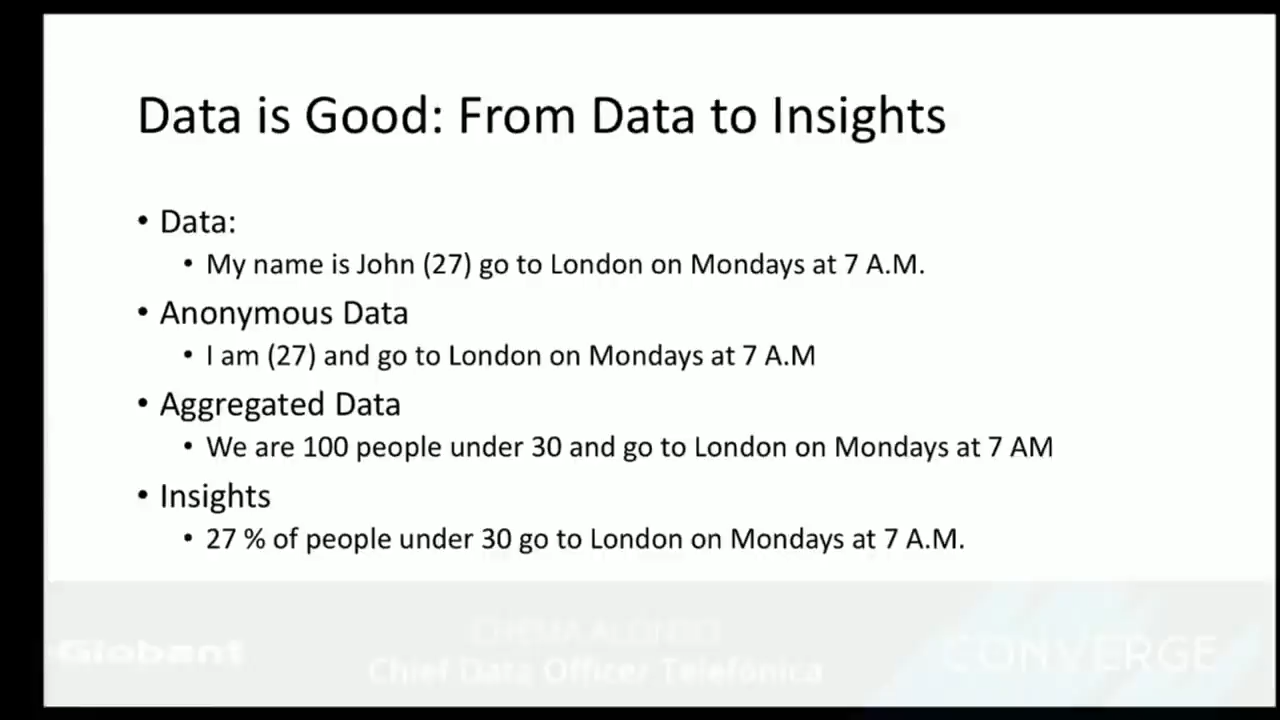 Data is Good: From Data to Insights
• Data:
• My name is John (27) go to London on Mondays at 7 A.M.
• Anonymous Data
• I am (27) and go to London on Mondays at 7 A.M
• Aggregated Data
• We are 100 people under 30 and go to London on Mondays at 7 AM
• Insights
• 27 % of people under 30 go to London on Mondays at 7 A.M.
CHEMA ALONSO
Globant
Chief Data Officer Telefónica
CONVERGE